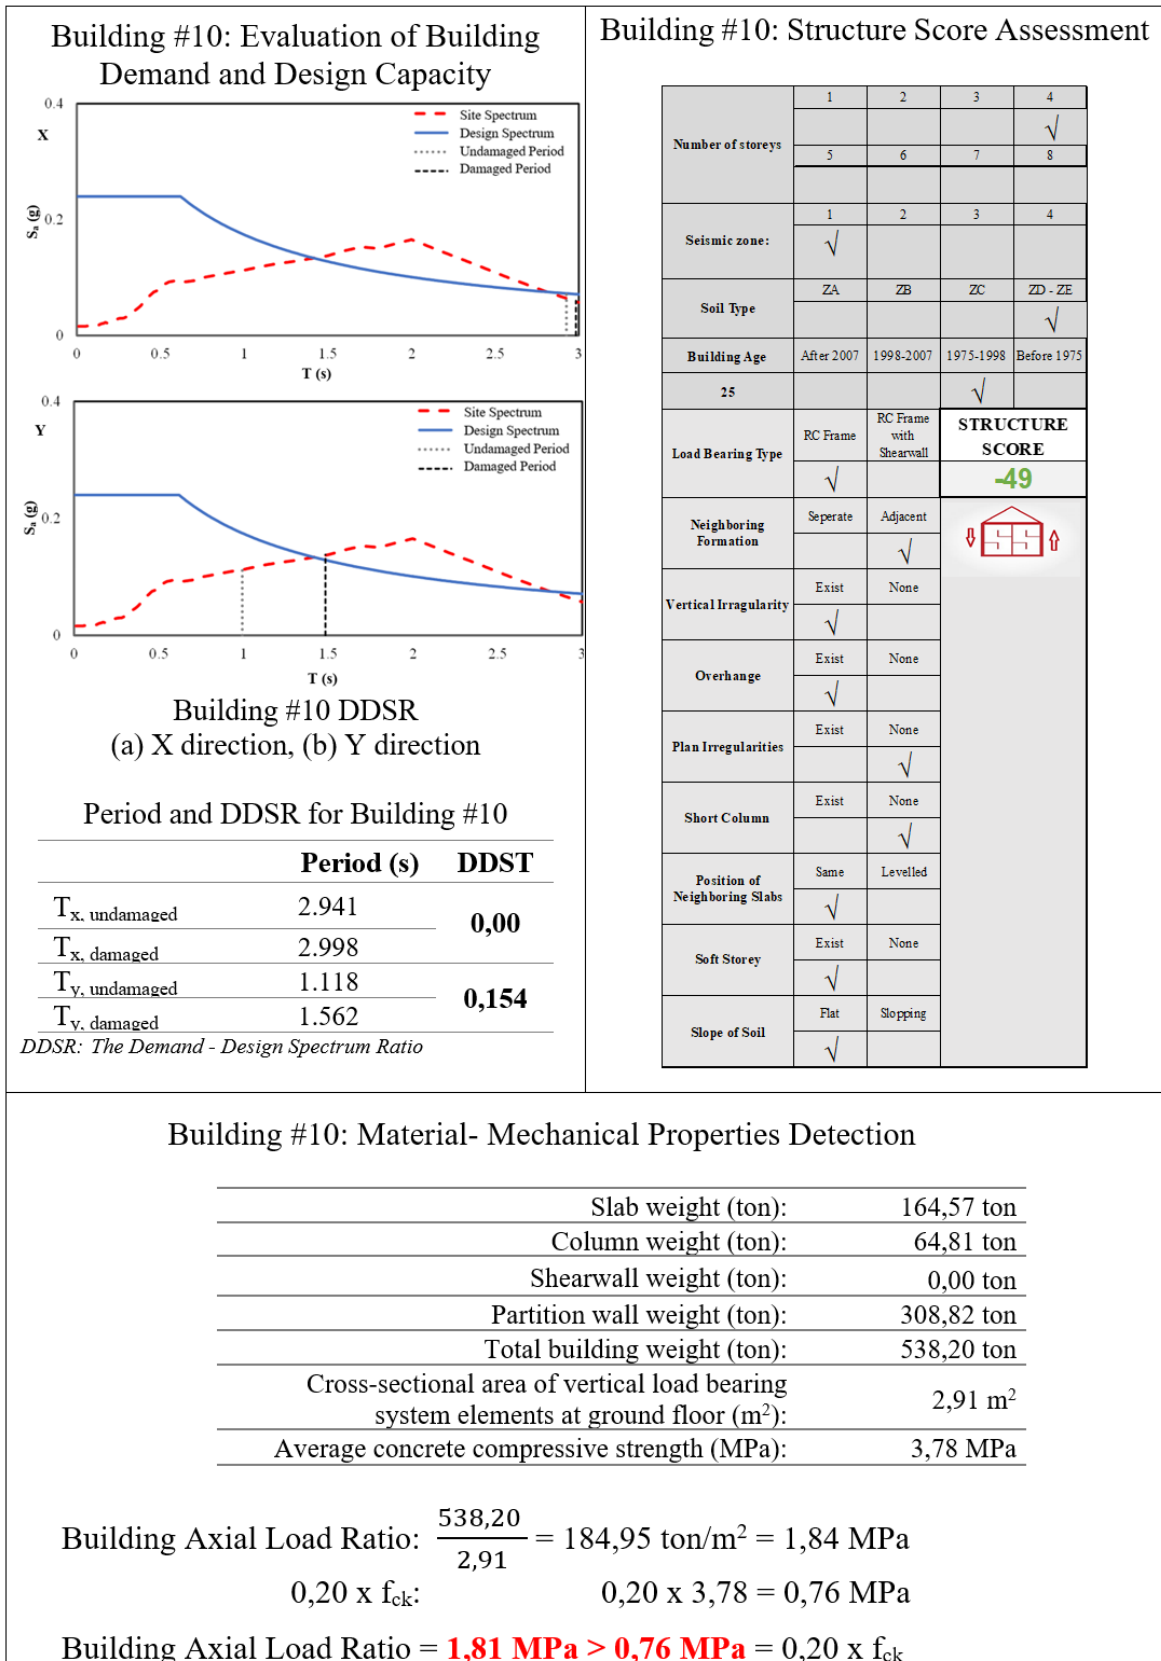 Building #10: Evaluation of Building
Demand and Design Capacity
0.4
X
Site Spectrum
Design Spectrum
Undamaged Period
Damaged Period
Sa (g)
0.2
0
0 0.5 1 1.5 2 2.5 3
T (s)
0.4
Y
Site Spectrum
Design Spectrum
Undamaged Period
Damaged Period
Sa (g)
0.2
0
0 0.5 1 1.5 2 2.5 3
T (s)
Building #10 DDSR
(a) X direction, (b) Y direction
Period and DDSR for Building #10
Period (s) DDST
Tx, undamaged 2.941
0,00
Tx, damaged 2.998
Ty, undamaged 1.118
0,154
Ty, damaged 1.562
DDSR: The Demand - Design Spectrum Ratio
Building #10: Structure Score Assessment
1 2 3 4
Number of storeys √
5 6 7 8
1 2 3 4
Seismic zone: √
ZA ZB ZC ZD - ZE
Soil Type √
Building Age After 2007 1998-2007 1975-1998 Before 1975
25 √
Load Bearing Type RC Frame RC Frame with Shearwall
√
STRUCTURE
SCORE
-49
Seperate Adjacent
Neighboring
Formation √
Exist None
Vertical Irragularity √
Exist None
Overhange √
Exist None
Plan Irregularities √
Exist None
Short Column √
Same Levelled
Position of
Neighboring Slabs √
Exist None
Soft Storey √
Flat Slopping
Slope of Soil √
Building #10: Material- Mechanical Properties Detection
Slab weight (ton): 164,57 ton
Column weight (ton): 64,81 ton
Shearwall weight (ton): 0,00 ton
Partition wall weight (ton): 308,82 ton
Total building weight (ton): 538,20 ton
Cross-sectional area of vertical load bearing
system elements at ground floor (m²): 2,91 m²
Average concrete compressive strength (MPa): 3,78 MPa
Building Axial Load Ratio: 538,20 / 2,91 = 184,95 ton/m² = 1,84 MPa
0,20 x fck: 0,20 x 3,78 = 0,76 MPa
Building Axial Load Ratio = 1,81 MPa > 0,76 MPa = 0,20 x fck